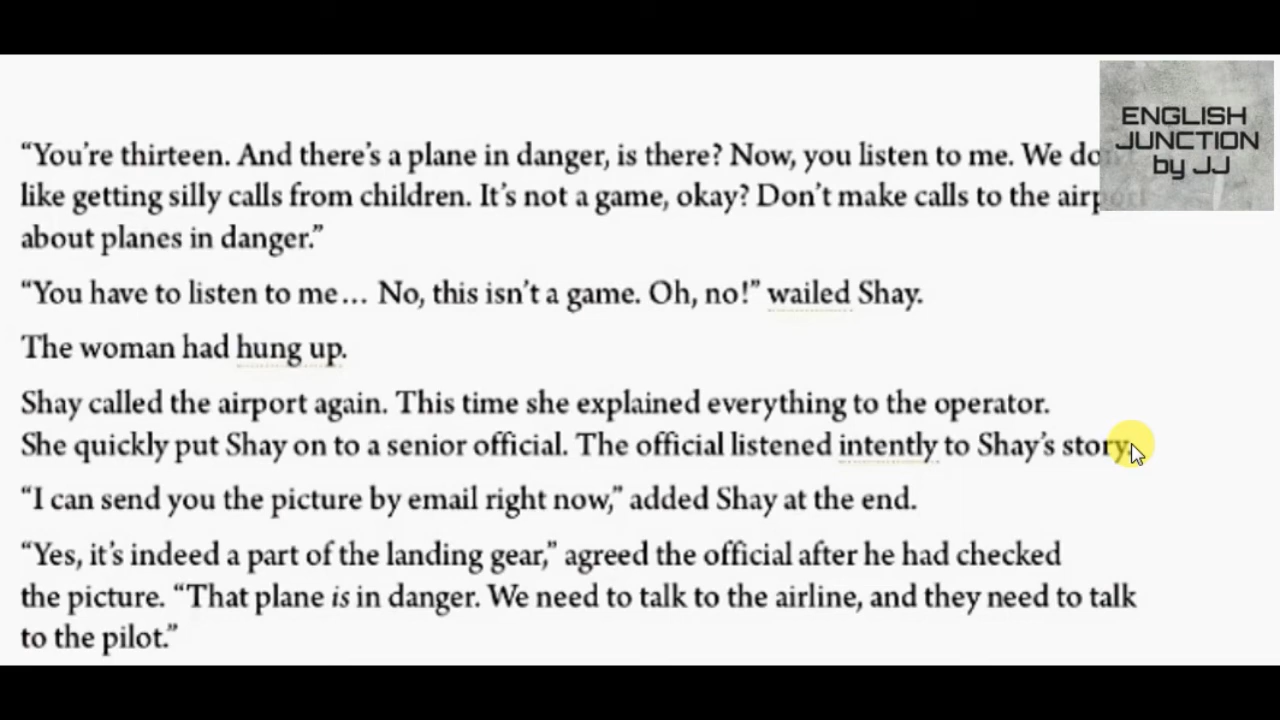 ENGLISH
JUNCTION
by JJ
“You’re thirteen. And there’s a plane in danger, is there? Now, you listen to me. We don't
like getting silly calls from children. It’s not a game, okay? Don’t make calls to the airport
about planes in danger.”
“You have to listen to me… No, this isn’t a game. Oh, no!” wailed Shay.
The woman had hung up.
Shay called the airport again. This time she explained everything to the operator.
She quickly put Shay on to a senior official. The official listened intently to Shay’s story.
“I can send you the picture by email right now,” added Shay at the end.
“Yes, it’s indeed a part of the landing gear,” agreed the official after he had checked
the picture. “That plane is in danger. We need to talk to the airline, and they need to talk
to the pilot.”